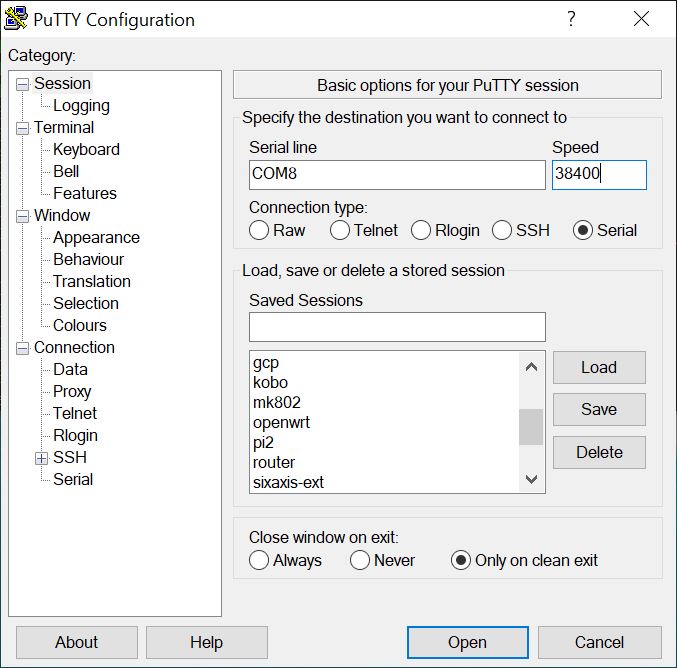 PuTTY Configuration
?
Category:
Session
Logging
Terminal
Keyboard
Bell
Features
Window
Appearance
Behaviour
Translation
Selection
Colours
Connection
Data
Proxy
Telnet
Rlogin
SSH
Serial
Basic options for your PuTTY session
Specify the destination you want to connect to
Serial line Speed
COM8 38400
Connection type:
Raw Telnet Rlogin SSH Serial
Load, save or delete a stored session
Saved Sessions
gcp
kobo
mk802
openwrt
pi2
router
sixaxis-ext
Load
Save
Delete
Close window on exit:
Always Never Only on clean exit
About Help Open Cancel